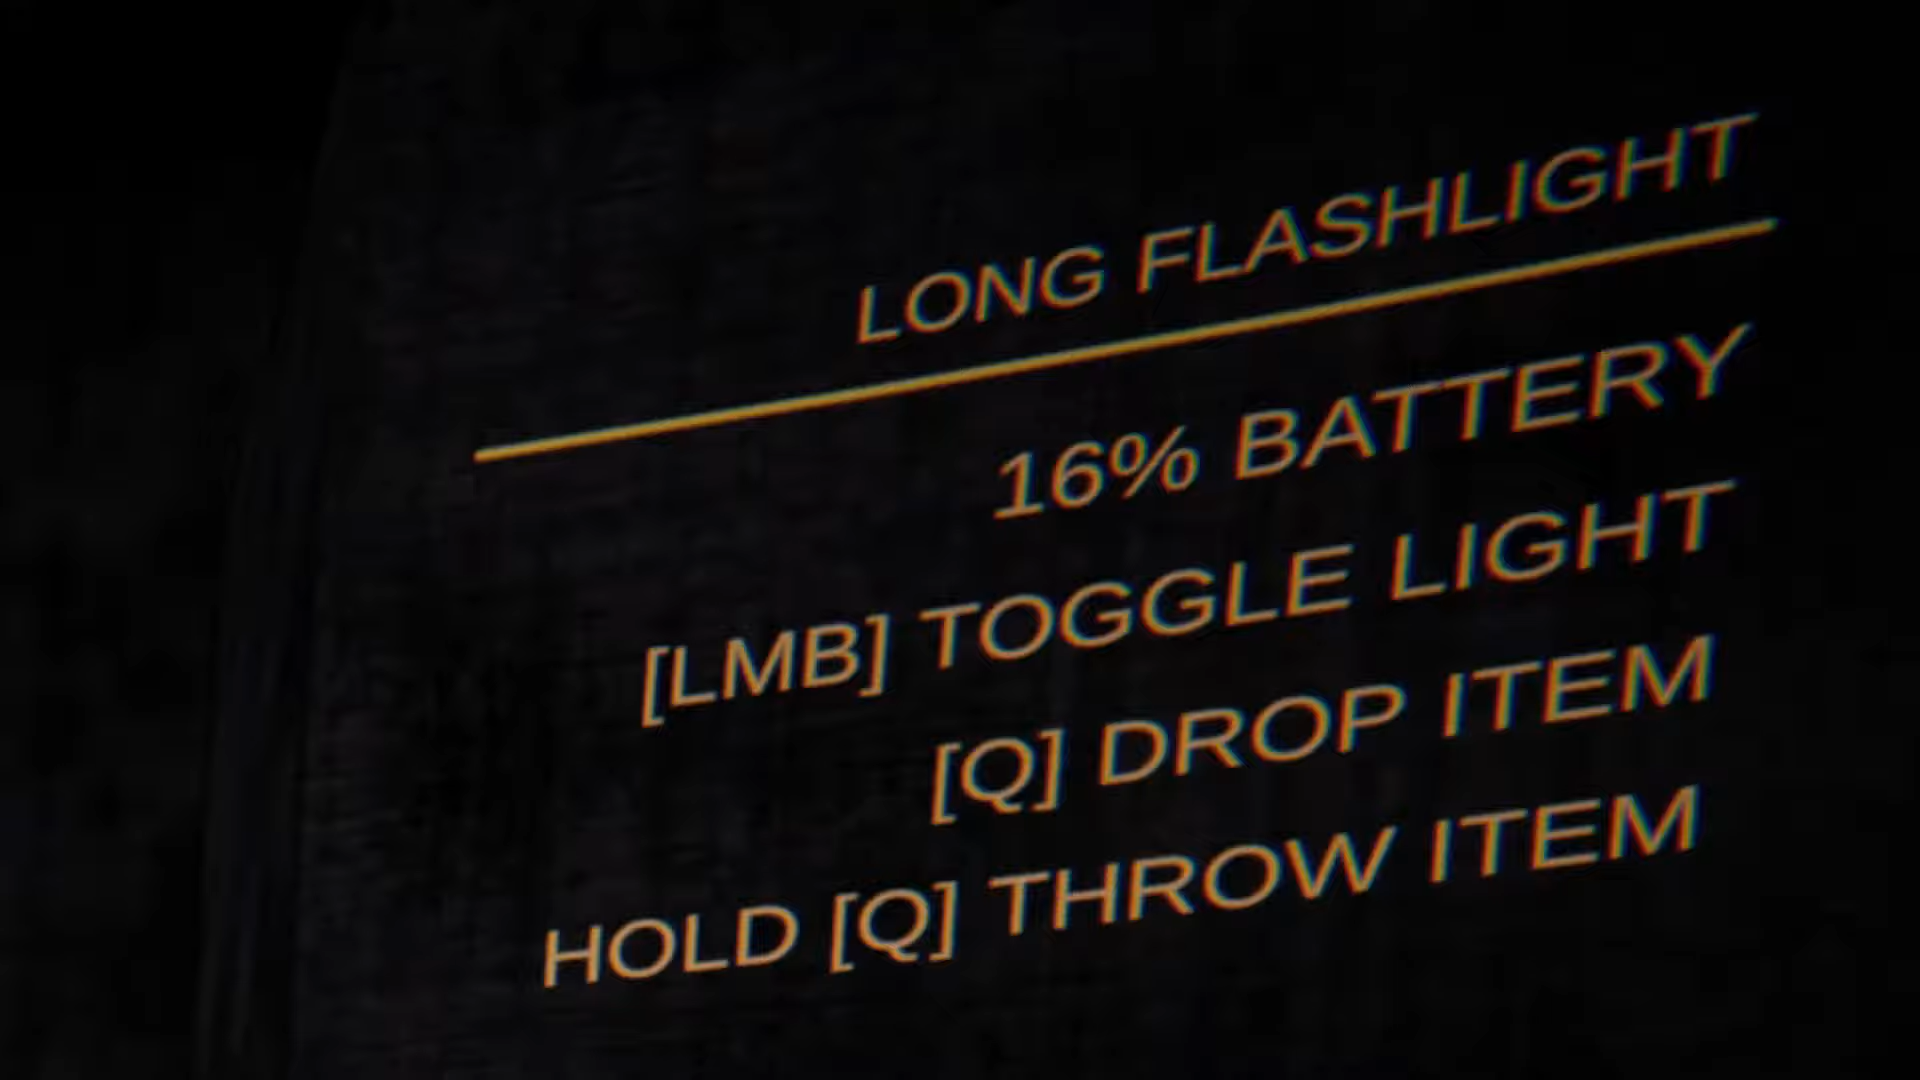 LONG FLASHLIGHT
16% BATTERY
[LMB] TOGGLE LIGHT
[Q] DROP ITEM
HOLD [Q] THROW ITEM